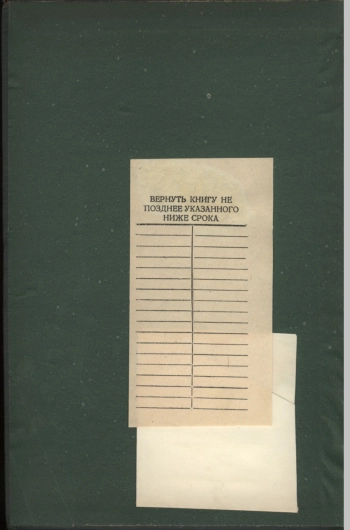 ВЕРНУТЬ КНИГУ НЕ
ПОЗДНЕЕ УКАЗАННОГО
НИЖЕ СРОКА